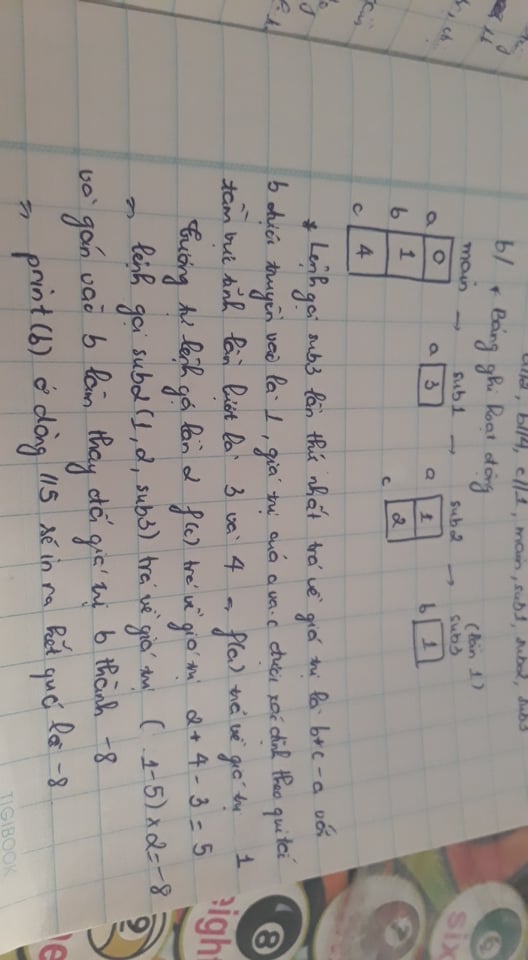 a//2, b//4, c//1, main, sub1, sub2, sub3
b/ * Bảng ghi hoạt động
(lần 1)
main → sub1 → sub2 → sub3
a 0 a 3 a 1 b 1
b 1 c 2
c 4
* Lệnh gọi sub3 lần thứ nhất trả về giá trị là b+c-a với
b được truyền vào là 1, giá trị của a và c được xác định theo qui tắc
tầm vực tĩnh lần lượt là 3 và 4 ⇒ f(a) trả về giá trị 1
Tương tự lệnh gọi lần 2 f(c) trả về giá trị 2+4-3=5
⇒ lệnh gọi sub2(1,2,sub3) trả về giá trị (1-5)×2=-8
và gán vào b làm thay đổi giá trị b thành -8
⇒ print(b) ở dòng 115 sẽ in ra kết quả là -8
TIGIBOOK
six
7
8
eigh
9